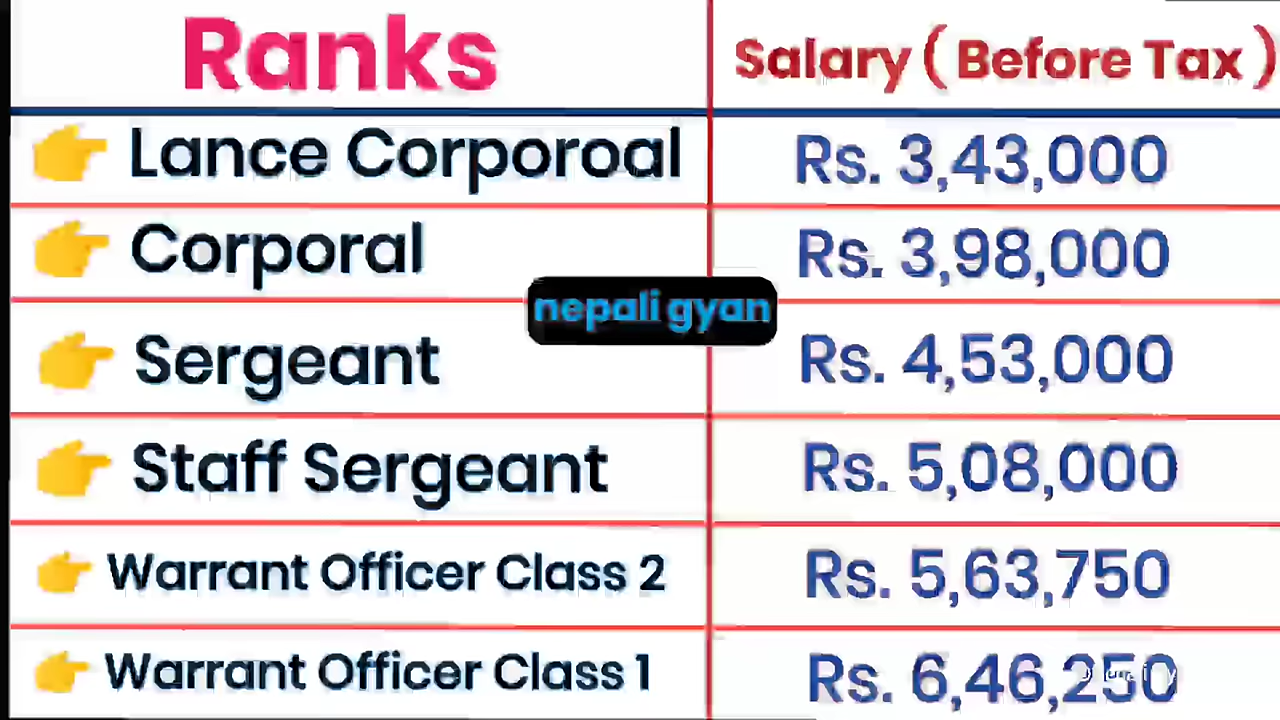 Ranks Salary ( Before Tax )
Lance Corporoal Rs. 3,43,000
Corporal Rs. 3,98,000
nepali gyan
Sergeant Rs. 4,53,000
Staff Sergeant Rs. 5,08,000
Warrant Officer Class 2 Rs. 5,63,750
Warrant Officer Class 1 Rs. 6,46,250